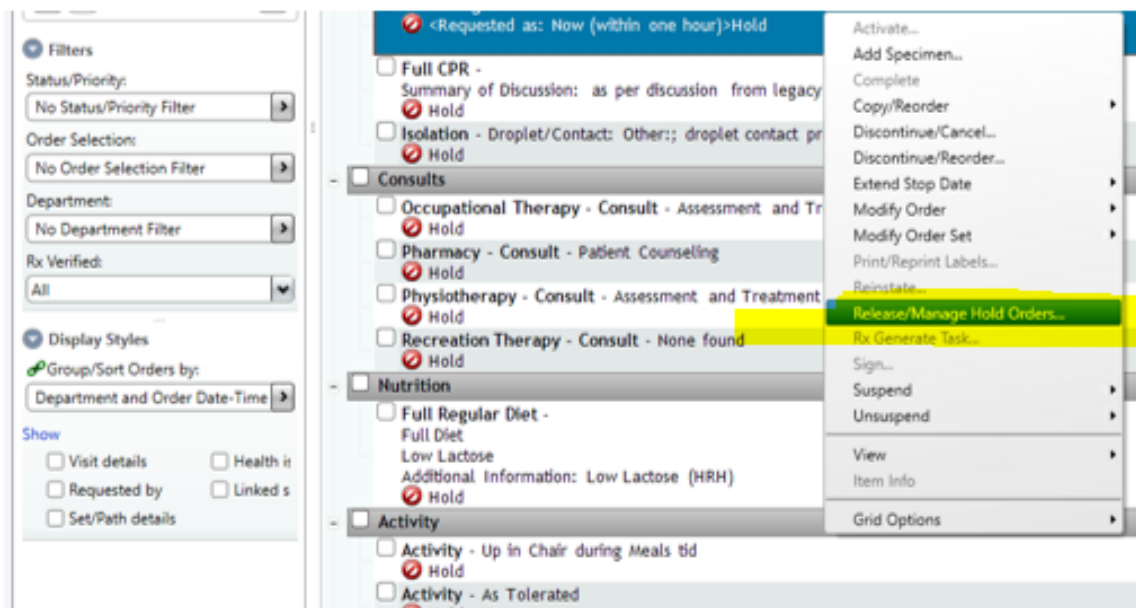 Filters
Status/Priority:
No Status/Priority Filter
Order Selection:
No Order Selection Filter
Department:
No Department Filter
Rx Verified:
All
Display Styles
Group/Sort Orders by:
Department and Order Date-Time
Show
Visit details
Health
Requested by
Linked
Set/Path details
<Requested as: Now (within one hour)>Hold
Full CPR -
Summary of Discussion: as per discussion from legacy
Hold
Isolation - Droplet/Contact: Other:; droplet contact pr
Hold
Consults
Occupational Therapy - Consult - Assessment and Tr
Hold
Pharmacy - Consult - Patient Counseling
Hold
Physiotherapy - Consult - Assessment and Treatment
Hold
Recreation Therapy - Consult - None found
Hold
Nutrition
Full Regular Diet -
Full Diet
Low Lactose
Additional Information: Low Lactose (HRH)
Hold
Activity
Activity - Up in Chair during Meals tid
Hold
Activity - As Tolerated
Activate...
Add Specimen...
Complete
Copy/Reorder
Discontinue/Cancel...
Discontinue/Reorder...
Extend Stop Date
Modify Order
Modify Order Set
Print/Reprint Labels...
Reinstate...
Release/Manage Hold Orders...
Rx Generate Task...
Sign...
Suspend
Unsuspend
View
Item Info
Grid Options